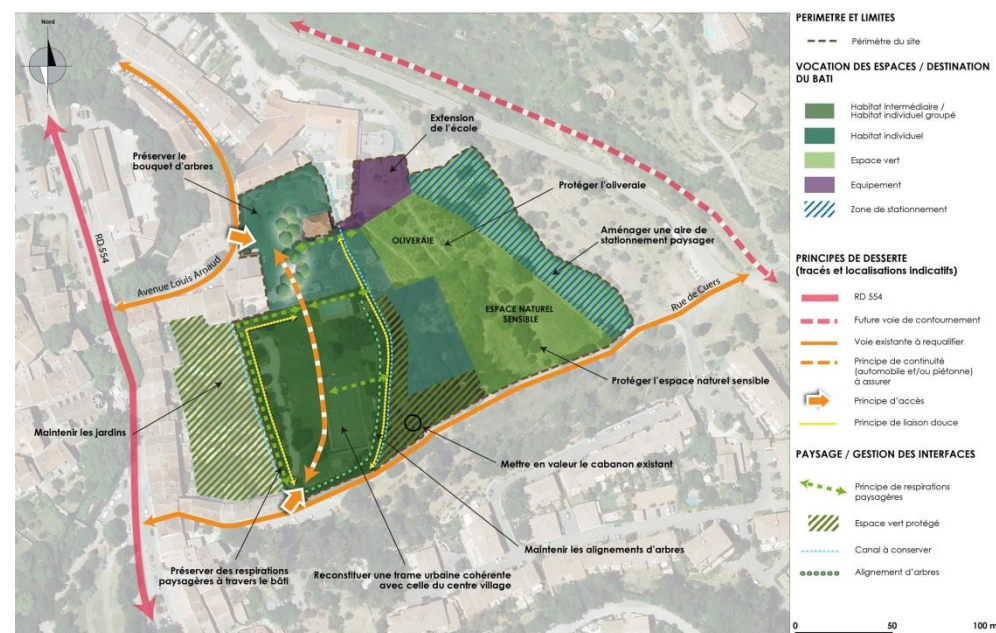 Nord
Préserver le
bouquet d'arbres
Extension
de l'école
Protéger l'oliveraie
OLIVERAIE
Aménager une aire de
stationnement paysager
RD 554
Avenue Louis Arnaud
Rue de Cuers
ESPACE NATUREL
SENSIBLE
Protéger l'espace naturel sensible
Maintenir les jardins
Mettre en valeur le cabanon existant
Maintenir les alignements d'arbres
Préserver des respirations
paysagères à travers le bâti
Reconstituer une trame urbaine cohérente
avec celle du centre village
PERIMETRE ET LIMITES
Périmètre du site
VOCATION DES ESPACES / DESTINATION
DU BATI
Habitat intermédiaire /
Habitat individuel groupé
Habitat individuel
Espace vert
Equipement
Zone de stationnement
PRINCIPES DE DESSERTE
(tracés et localisations indicatifs)
RD 554
Future voie de contournement
Voie existante à requalifier
Principe de continuité
(automobile et/ou piétonne)
à assurer
Principe d'accès
Principe de liaison douce
PAYSAGE / GESTION DES INTERFACES
Principe de respirations
paysagères
Espace vert protégé
Canal à conserver
Alignement d'arbres
0 50 100 m